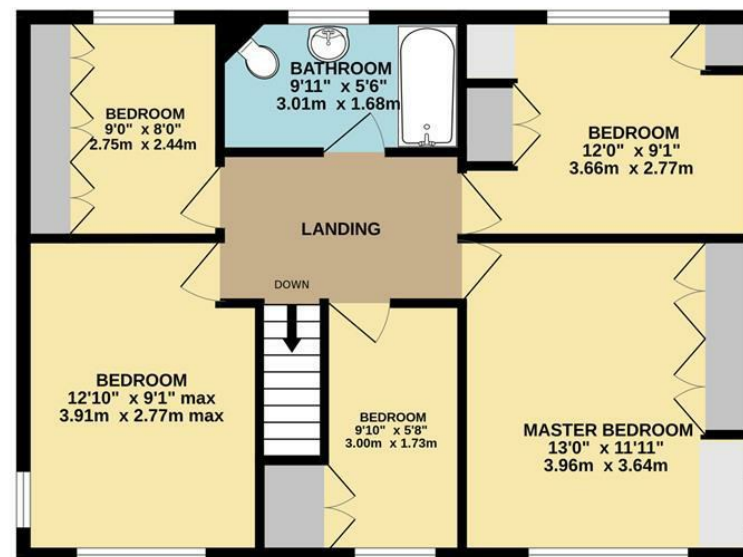 BATHROOM
9'11" x 5'6"
3.01m x 1.68m
BEDROOM
9'0" x 8'0"
2.75m x 2.44m
BEDROOM
12'0" x 9'1"
3.66m x 2.77m
LANDING
DOWN
BEDROOM
12'10" x 9'1" max
3.91m x 2.77m max
BEDROOM
9'10" x 5'8"
3.00m x 1.73m
MASTER BEDROOM
13'0" x 11'11"
3.96m x 3.64m